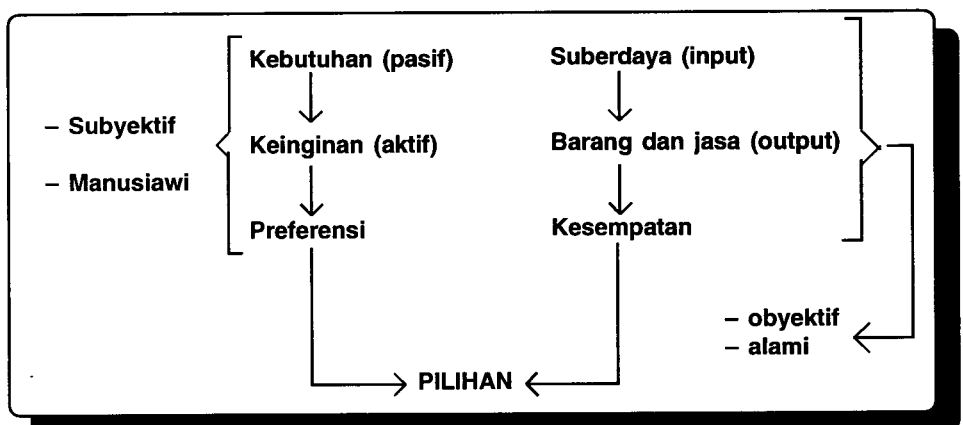 Kebutuhan (pasif)
Suberdaya (input)
– Subyektif
Keinginan (aktif)
Barang dan jasa (output)
– Manusiawi
Preferensi
Kesempatan
– obyektif
– alami
PILIHAN